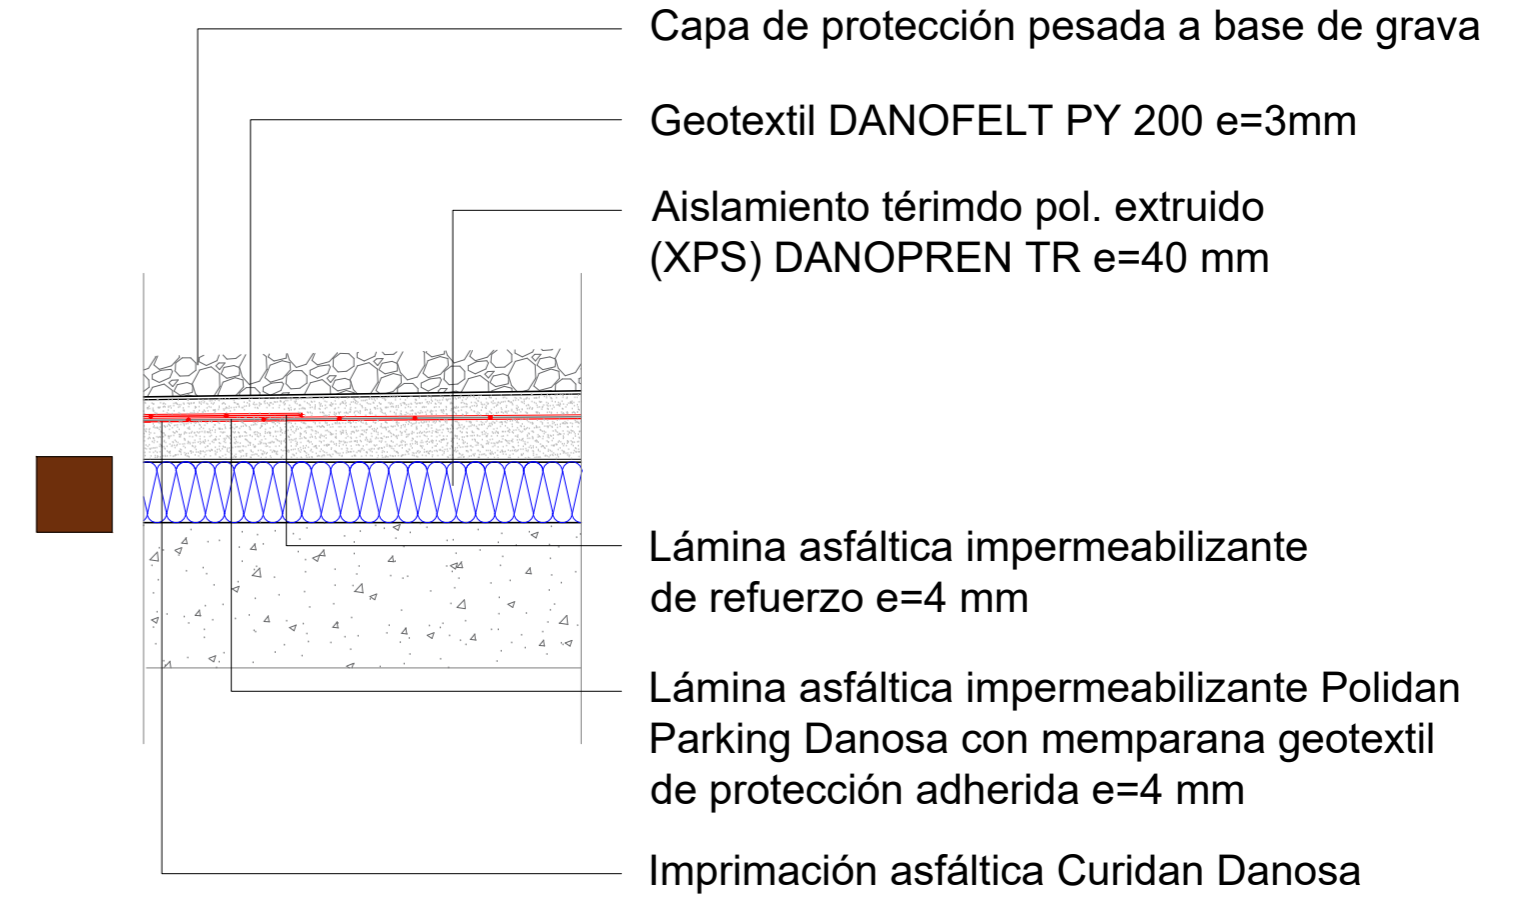 Capa de protección pesada a base de grava
Geotextil DANOFELT PY 200 e=3mm
Aislamiento térimdo pol. extruido
(XPS) DANOPREN TR e=40 mm
Lámina asfáltica impermeabilizante
de refuerzo e=4 mm
Lámina asfáltica impermeabilizante Polidan
Parking Danosa con memparana geotextil
de protección adherida e=4 mm
Imprimación asfáltica Curidan Danosa